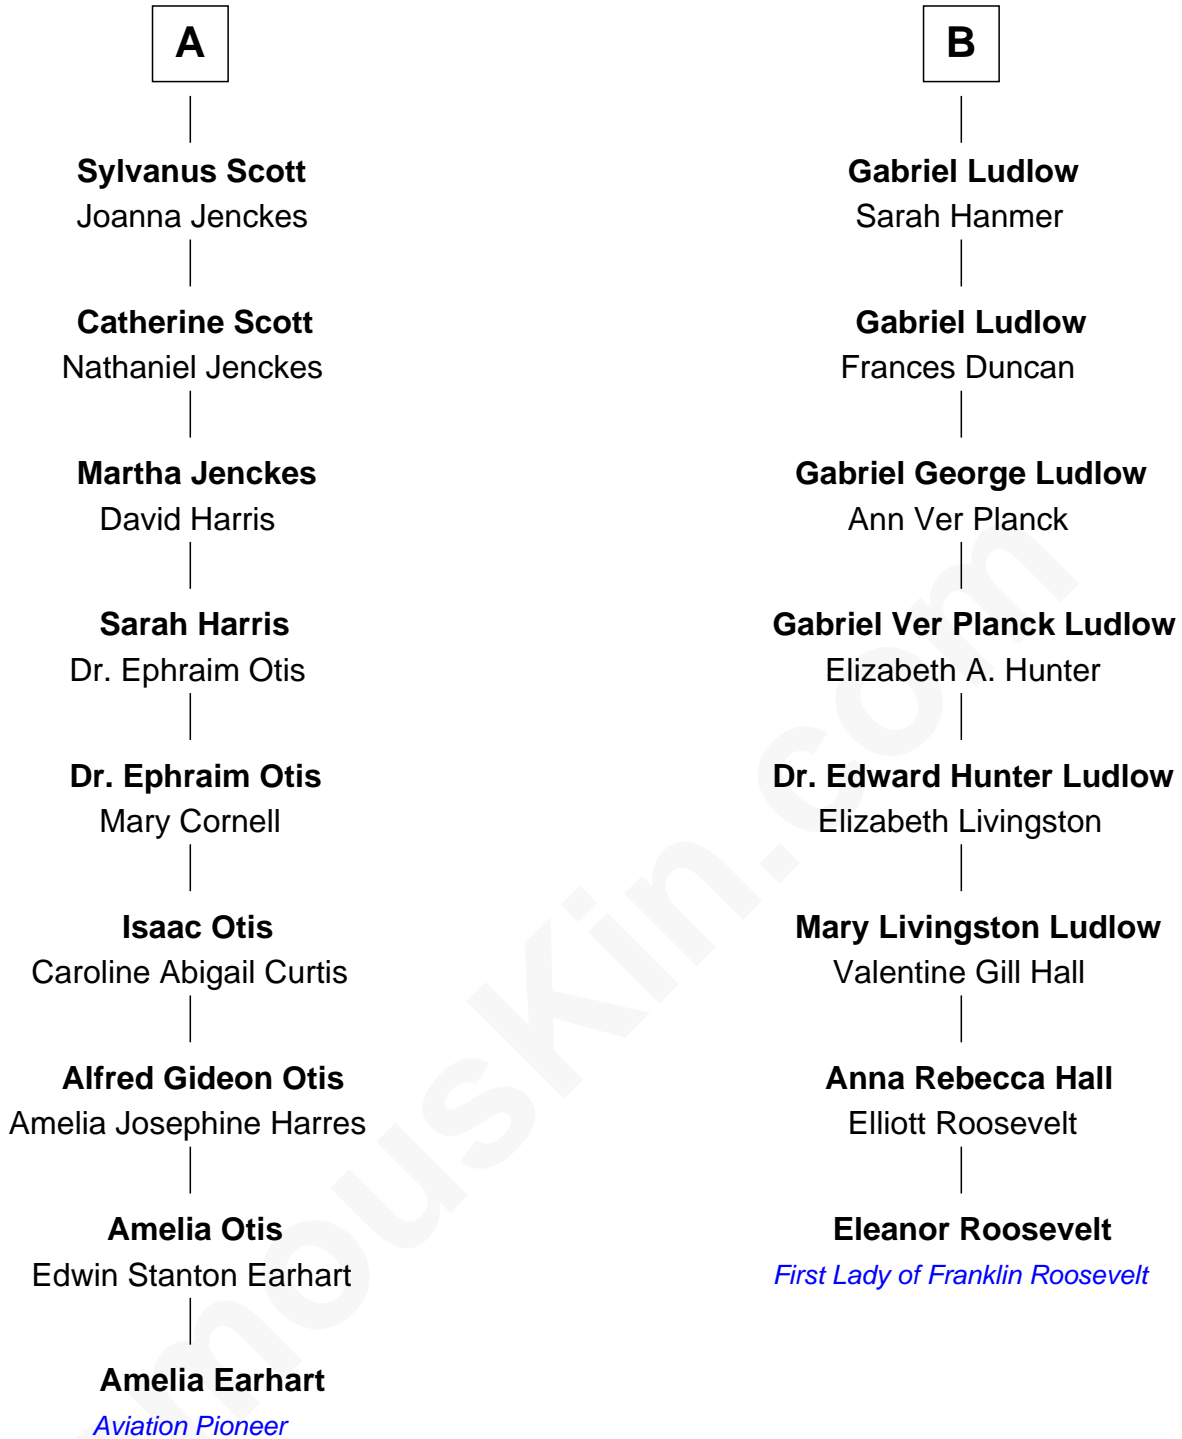 A
Sylvanus Scott
Joanna Jenckes
Catherine Scott
Nathaniel Jenckes
Martha Jenckes
David Harris
Sarah Harris
Dr. Ephraim Otis
Dr. Ephraim Otis
Mary Cornell
Isaac Otis
Caroline Abigail Curtis
Alfred Gideon Otis
Amelia Josephine Harres
Amelia Otis
Edwin Stanton Earhart
Amelia Earhart
Aviation Pioneer
B
Gabriel Ludlow
Sarah Hanmer
Gabriel Ludlow
Frances Duncan
Gabriel George Ludlow
Ann Ver Planck
Gabriel Ver Planck Ludlow
Elizabeth A. Hunter
Dr. Edward Hunter Ludlow
Elizabeth Livingston
Mary Livingston Ludlow
Valentine Gill Hall
Anna Rebecca Hall
Elliott Roosevelt
Eleanor Roosevelt
First Lady of Franklin Roosevelt
mouskin.com